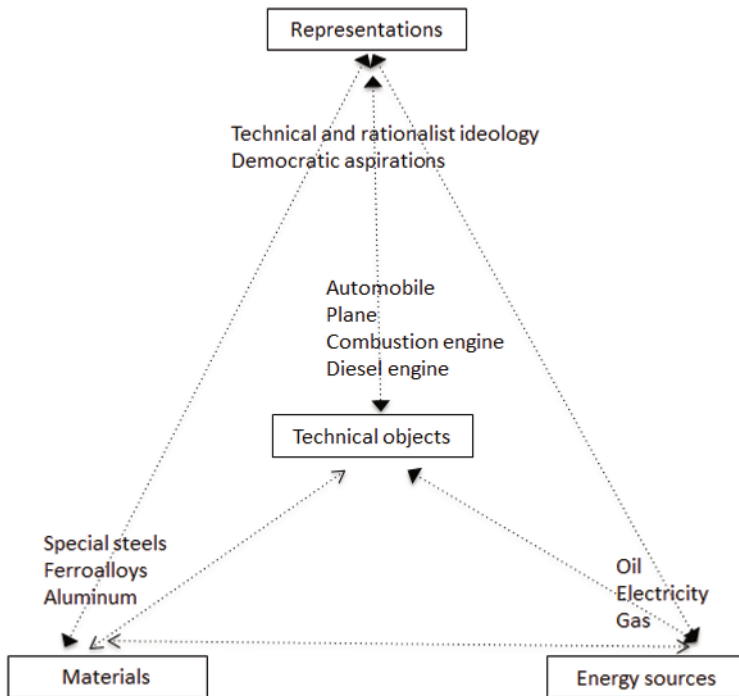 Representations
Technical and rationalist ideology
Democratic aspirations
Automobile
Plane
Combustion engine
Diesel engine
Technical objects
Special steels
Ferroalloys
Aluminum
Oil
Electricity
Gas
Materials
Energy sources